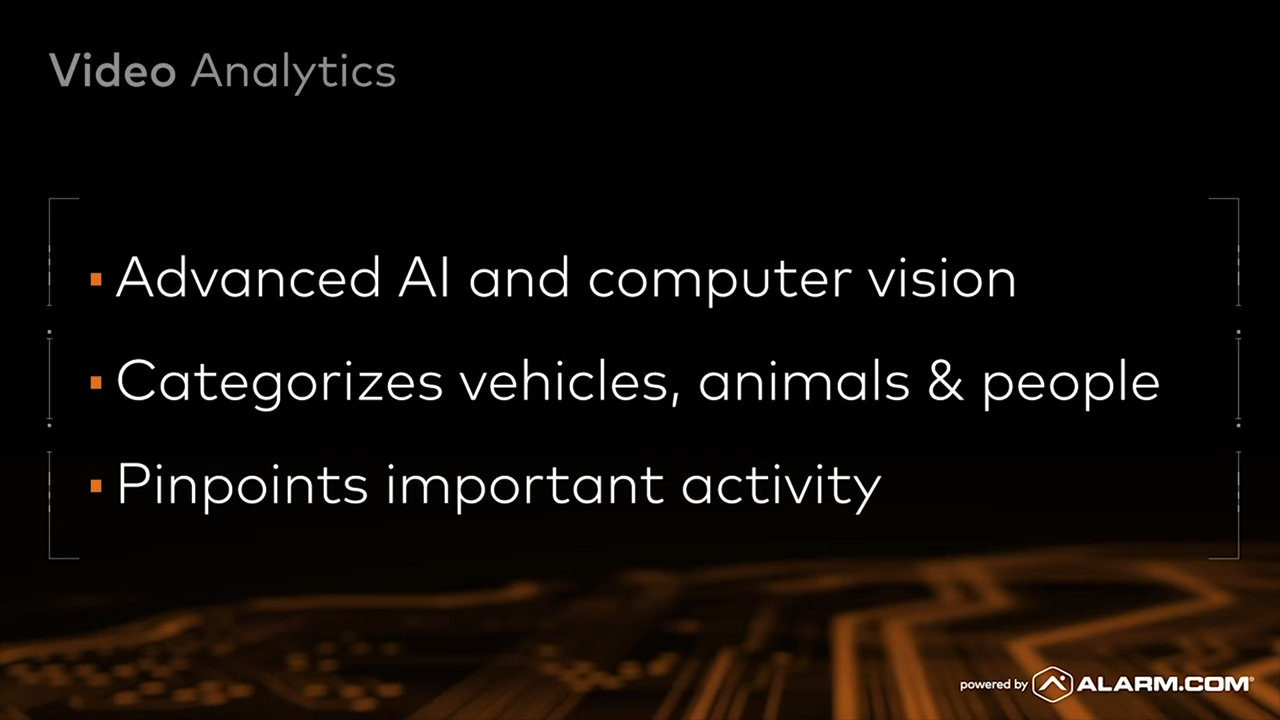 Video Analytics
Advanced AI and computer vision
Categorizes vehicles, animals & people
Pinpoints important activity
powered by ALARM.COM®